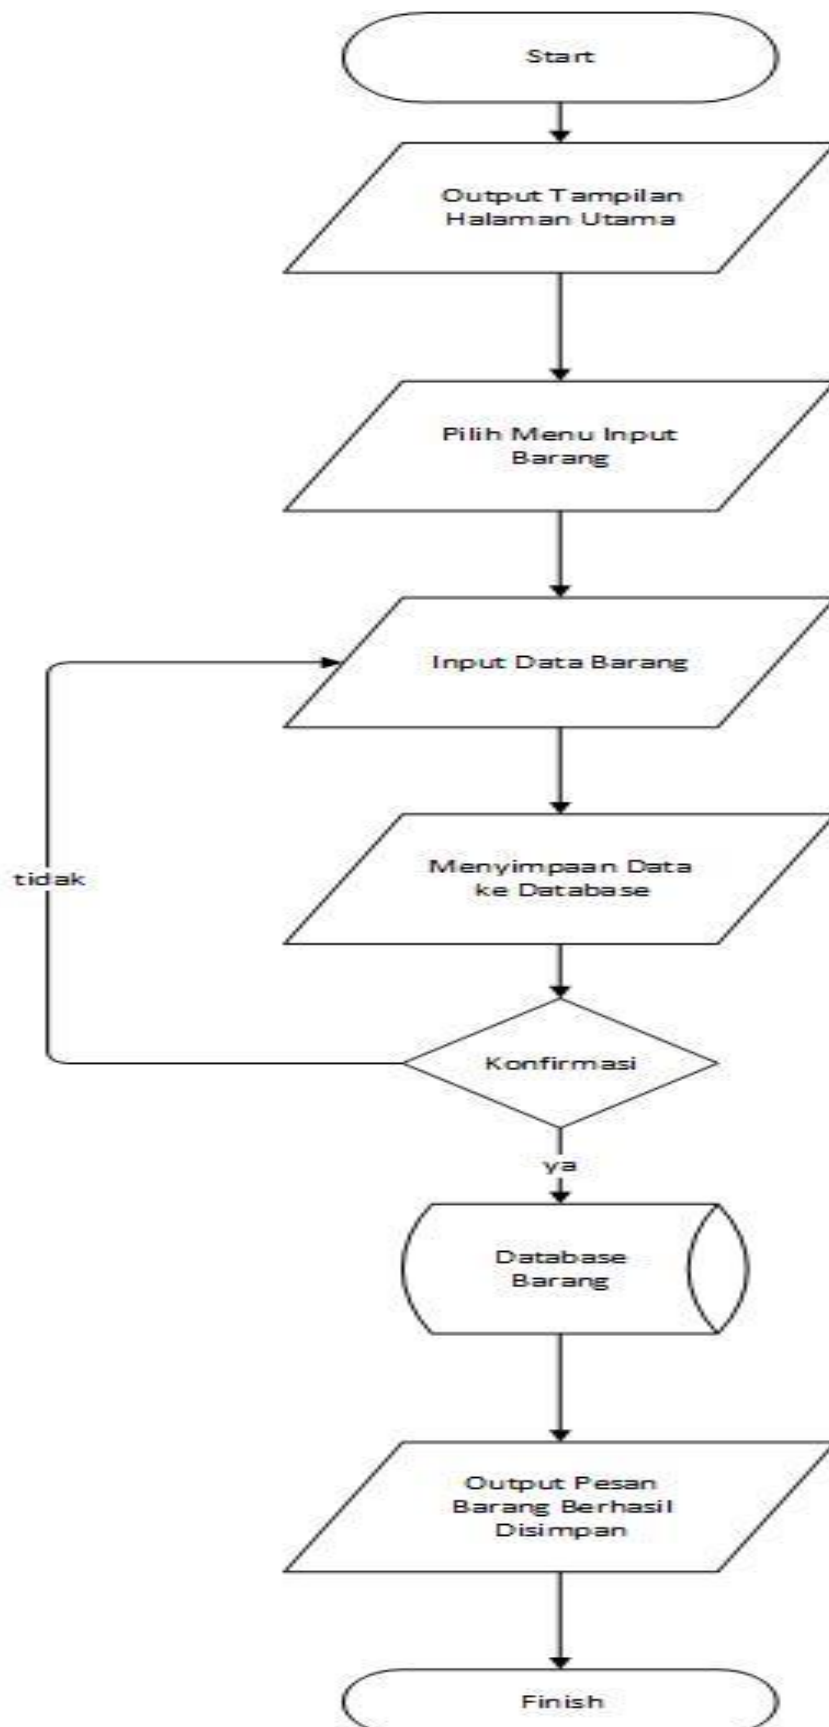 Start
Output Tampilan
Halaman Utama
Pilih Menu Input
Barang
Input Data Barang
Menyimpaan Data
ke Database
tidak
Konfirmasi
ya
Database
Barang
Output Pesan
Barang Berhasil
Disimpan
Finish